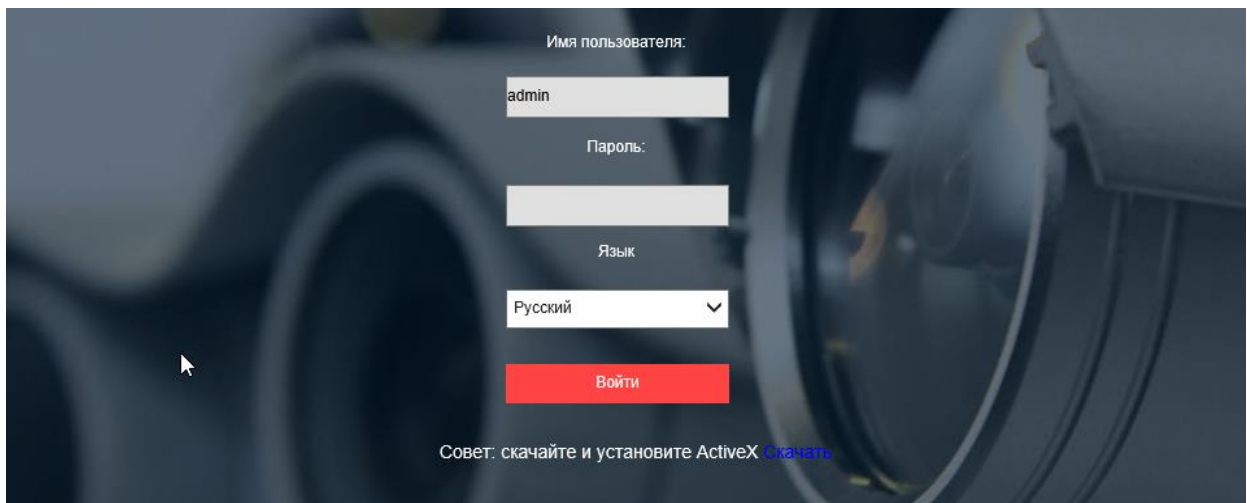 Имя пользователя:
admin
Пароль:
Язык
Русский
Войти
Совет: скачайте и установите ActiveX Скачать